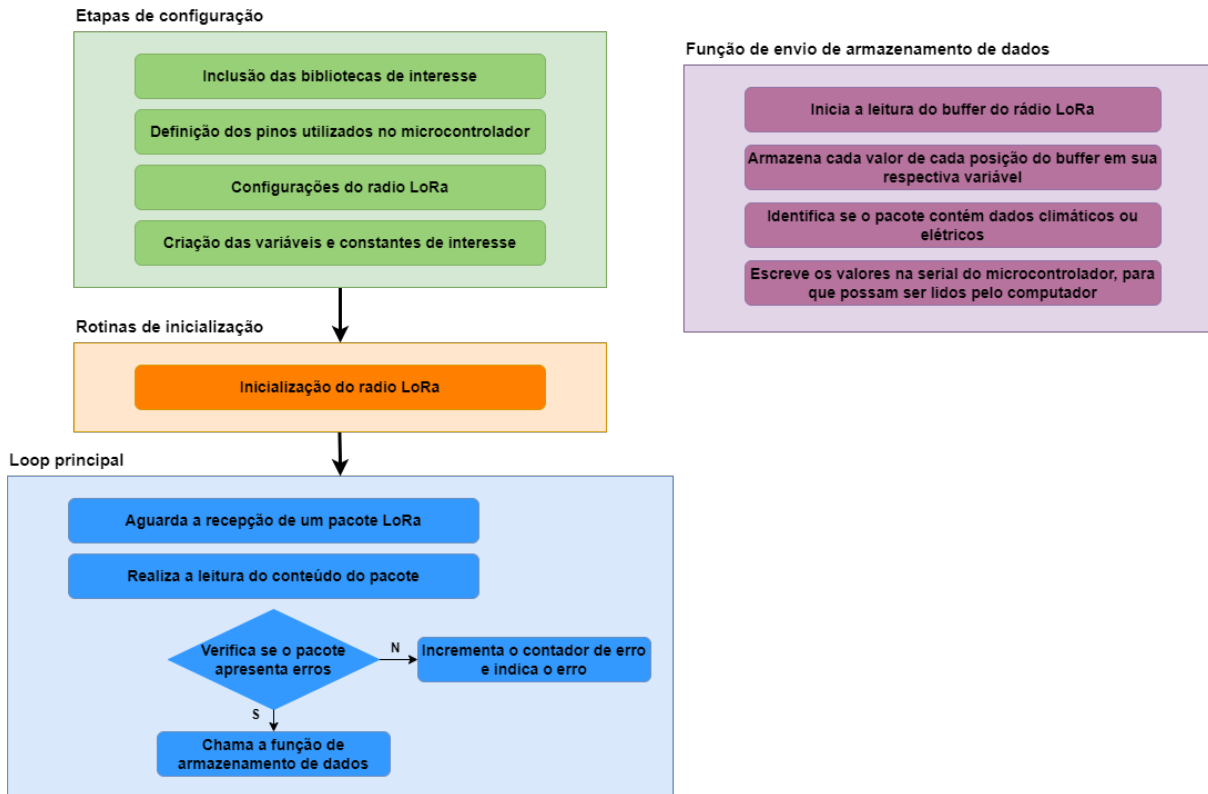 Etapas de configuração
Inclusão das bibliotecas de interesse
Definição dos pinos utilizados no microcontrolador
Configurações do radio LoRa
Criação das variáveis e constantes de interesse
Rotinas de inicialização
Inicialização do radio LoRa
Loop principal
Aguarda a recepção de um pacote LoRa
Realiza a leitura do conteúdo do pacote
Verifica se o pacote
apresenta erros
N
Incrementa o contador de erro
e indica o erro
S
Chama a função de
armazenamento de dados
Função de envio de armazenamento de dados
Inicia a leitura do buffer do rádio LoRa
Armazena cada valor de cada posição do buffer em sua
respectiva variável
Identifica se o pacote contém dados climáticos ou
elétricos
Escreve os valores na serial do microcontrolador, para
que possam ser lidos pelo computador